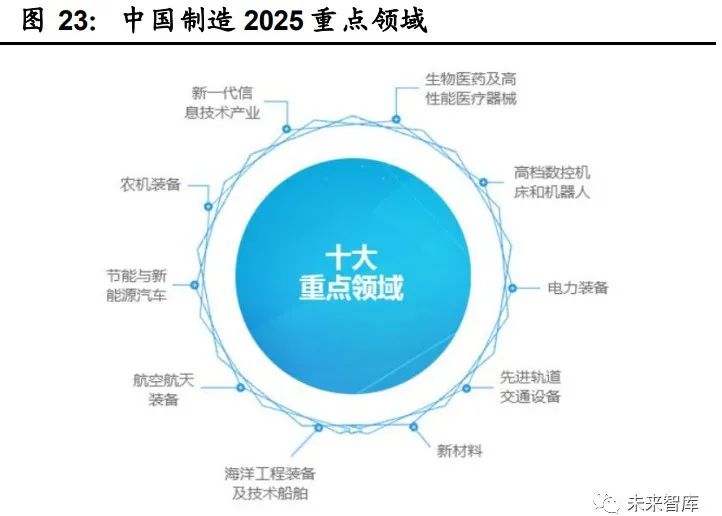 图 23: 中国制造 2025 重点领域
生物医药及高
性能医疗器械
新一代信
息技术产业
高档数控机
床和机器人
农机装备
十大
重点领域
节能与新
能源汽车
电力装备
航空航天
装备
先进轨道
交通设备
新材料
海洋工程装备
及技术船舶
未来智库